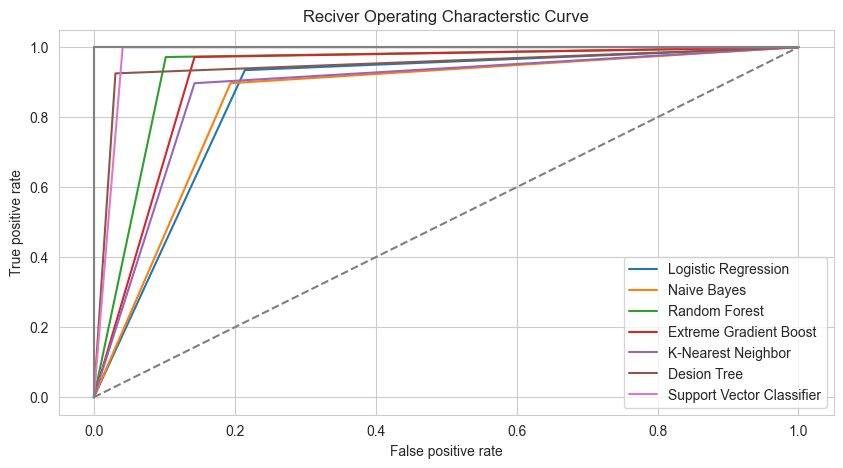 Reciver Operating Characterstic Curve
True positive rate
1.0
0.8
0.6
0.4
0.2
0.0
Logistic Regression
Naive Bayes
Random Forest
Extreme Gradient Boost
K-Nearest Neighbor
Desion Tree
Support Vector Classifier
0.0
0.2
0.4
0.6
0.8
1.0
False positive rate